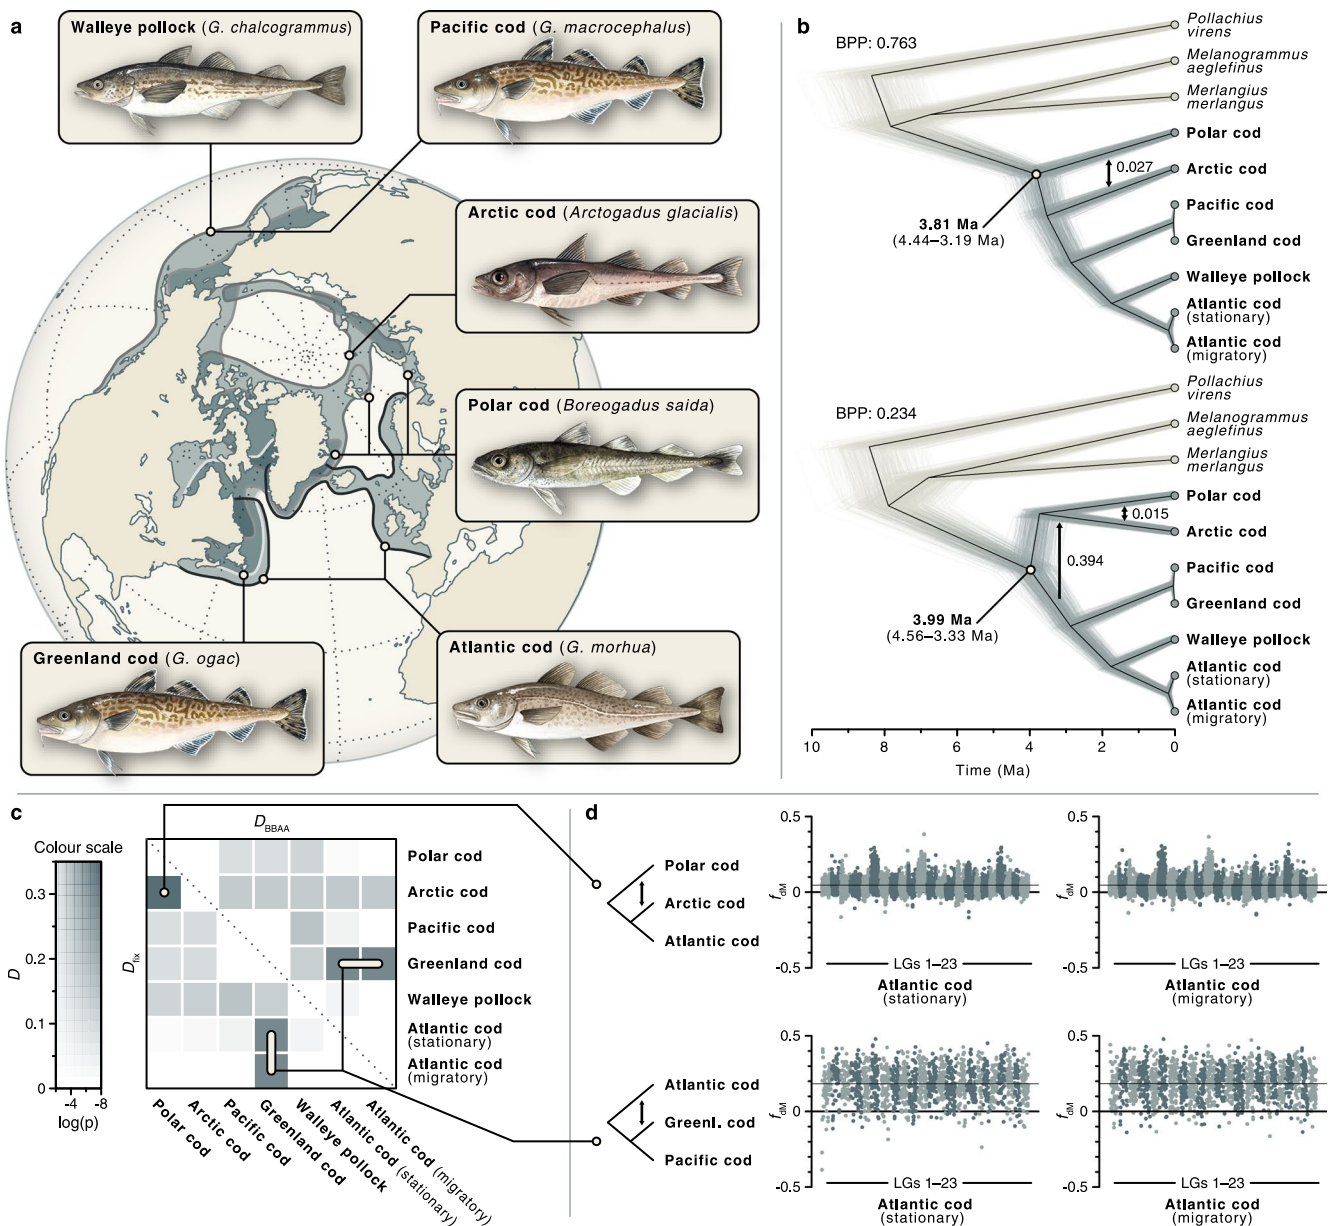 a
Walleye pollock (G. chalcogrammus)
Pacific cod (G. macrocephalus)
Arctic cod (Arctogadus glacialis)
Polar cod (Boreogadus saida)
Greenland cod (G. ogac)
Atlantic cod (G. morhua)
b
BPP: 0.763
Pollachius
virens
Melanogrammus
aeglefinus
Merlangius
merlangus
Polar cod
0.027
Arctic cod
Pacific cod
3.81 Ma
(4.44–3.19 Ma)
Greenland cod
Walleye pollock
Atlantic cod
(stationary)
Atlantic cod
(migratory)
BPP: 0.234
Pollachius
virens
Melanogrammus
aeglefinus
Merlangius
merlangus
Polar cod
0.015
Arctic cod
0.394
Pacific cod
Greenland cod
3.99 Ma
(4.56–3.33 Ma)
Walleye pollock
Atlantic cod
(stationary)
Atlantic cod
(migratory)
10 8 6 4 2 0
Time (Ma)
c
Colour scale
D
0.3
0.2
0.1
0
-4 -8
log(p)
DBBAA
Dfix
Polar cod
Arctic cod
Pacific cod
Greenland cod
Walleye pollock
Atlantic cod
(stationary)
Atlantic cod
(migratory)
Polar cod
Arctic cod
Pacific cod
Greenland cod
Walleye pollock
Atlantic cod (stationary)
Atlantic cod (migratory)
d
Polar cod
Arctic cod
Atlantic cod
0.5
fdM
0
-0.5
LGs 1–23
Atlantic cod
(stationary)
0.5
fdM
0
-0.5
LGs 1–23
Atlantic cod
(migratory)
Atlantic cod
Greenl. cod
Pacific cod
0.5
fdM
0
-0.5
LGs 1–23
Atlantic cod
(stationary)
0.5
fdM
0
-0.5
LGs 1–23
Atlantic cod
(migratory)